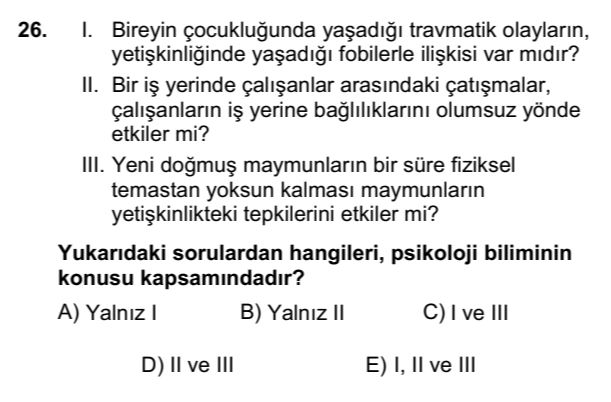 26. I. Bireyin çocukluğunda yaşadığı travmatik olayların,
yetişkinliğinde yaşadığı fobilerle ilişkisi var mıdır?
II. Bir iş yerinde çalışanlar arasındaki çatışmalar,
çalışanların iş yerine bağlılıklarını olumsuz yönde
etkiler mi?
III. Yeni doğmuş maymunların bir süre fiziksel
temastan yoksun kalması maymunların
yetişkinlikteki tepkilerini etkiler mi?
Yukarıdaki sorulardan hangileri, psikoloji biliminin
konusu kapsamındadır?
A) Yalnız I B) Yalnız II C) I ve III
D) II ve III E) I, II ve III